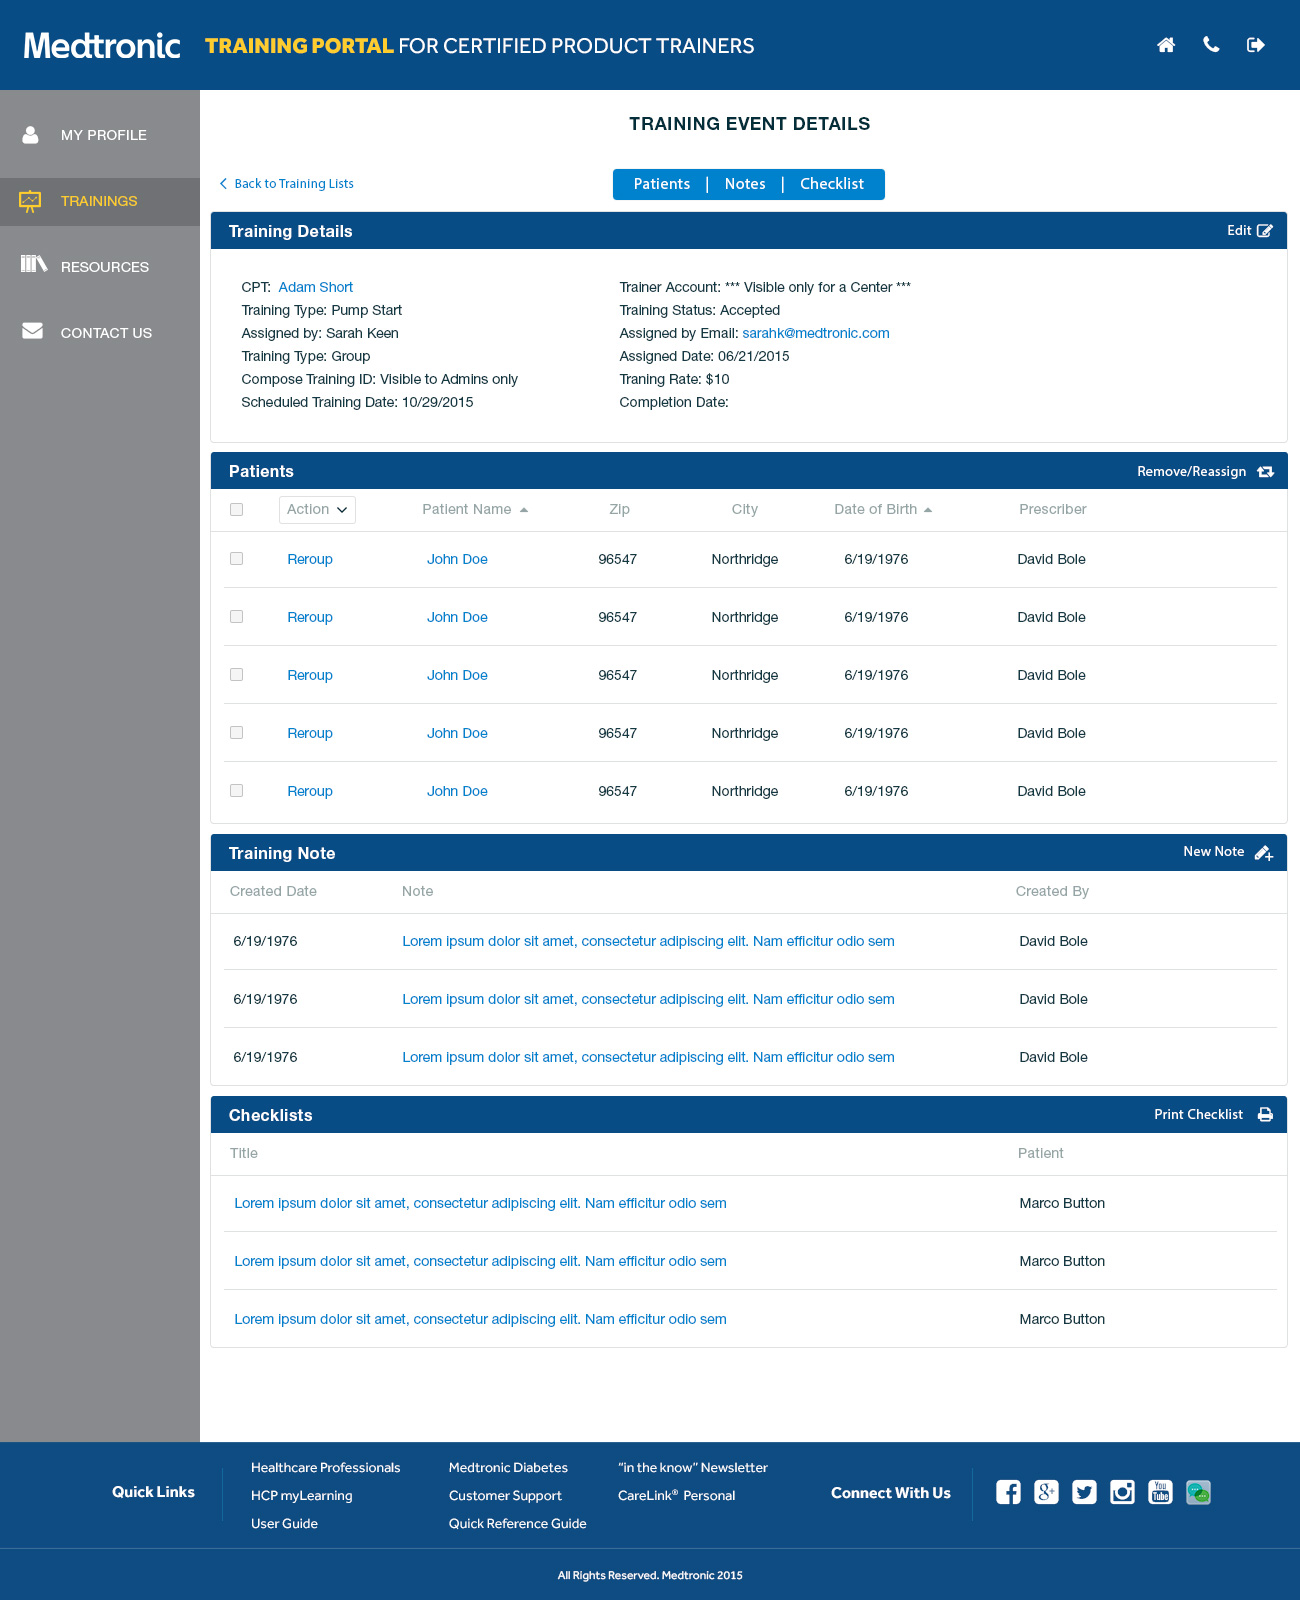 Medtronic TRAINING PORTAL FOR CERTIFIED PRODUCT TRAINERS
MY PROFILE
TRAININGS
RESOURCES
CONTACT US
TRAINING EVENT DETAILS
Back to Training Lists
Patients | Notes | Checklist
Training Details Edit
CPT: Adam Short
Training Type: Pump Start
Assigned by: Sarah Keen
Training Type: Group
Compose Training ID: Visible to Admins only
Scheduled Training Date: 10/29/2015
Trainer Account: *** Visible only for a Center ***
Training Status: Accepted
Assigned by Email: sarahk@medtronic.com
Assigned Date: 06/21/2015
Traning Rate: $10
Completion Date:
Patients Remove/Reassign
Action Patient Name Zip City Date of Birth Prescriber
Reroup John Doe 96547 Northridge 6/19/1976 David Bole
Reroup John Doe 96547 Northridge 6/19/1976 David Bole
Reroup John Doe 96547 Northridge 6/19/1976 David Bole
Reroup John Doe 96547 Northridge 6/19/1976 David Bole
Reroup John Doe 96547 Northridge 6/19/1976 David Bole
Training Note New Note
Created Date Note Created By
6/19/1976 Lorem ipsum dolor sit amet, consectetur adipiscing elit. Nam efficitur odio sem David Bole
6/19/1976 Lorem ipsum dolor sit amet, consectetur adipiscing elit. Nam efficitur odio sem David Bole
6/19/1976 Lorem ipsum dolor sit amet, consectetur adipiscing elit. Nam efficitur odio sem David Bole
Checklists Print Checklist
Title Patient
Lorem ipsum dolor sit amet, consectetur adipiscing elit. Nam efficitur odio sem Marco Button
Lorem ipsum dolor sit amet, consectetur adipiscing elit. Nam efficitur odio sem Marco Button
Lorem ipsum dolor sit amet, consectetur adipiscing elit. Nam efficitur odio sem Marco Button
Quick Links
Healthcare Professionals
HCP myLearning
User Guide
Medtronic Diabetes
Customer Support
Quick Reference Guide
“in the know” Newsletter
CareLink® Personal
Connect With Us
You Tube
All Rights Reserved. Medtronic 2015